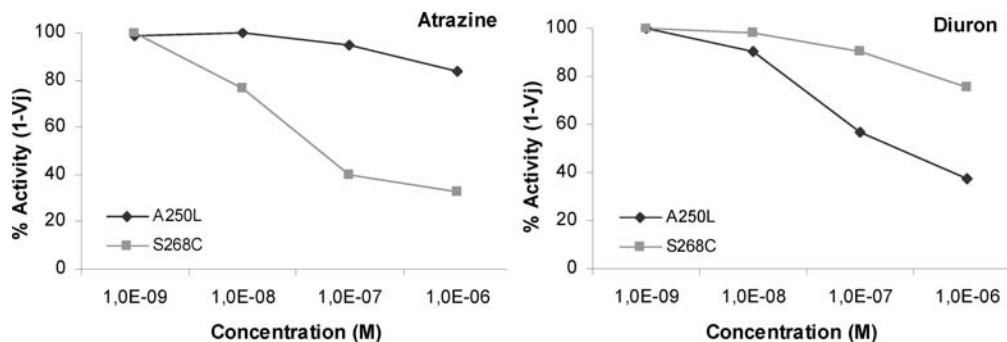 Atrazine
100
80
60
40
20
0
% Activity (1-Vj)
A250L
S268C
1,0E-09 1,0E-08 1,0E-07 1,0E-06
Concentration (M)
Diuron
100
80
60
40
20
0
% Activity (1-Vj)
A250L
S268C
1,0E-09 1,0E-08 1,0E-07 1,0E-06
Concentration (M)